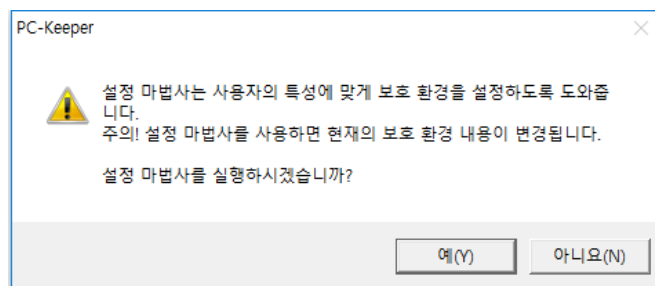 PC-Keeper
설정 마법사는 사용자의 특성에 맞게 보호 환경을 설정하도록 도와줍
니다.
주의! 설정 마법사를 사용하면 현재의 보호 환경 내용이 변경됩니다.
설정 마법사를 실행하시겠습니까?
예(Y)
아니요(N)